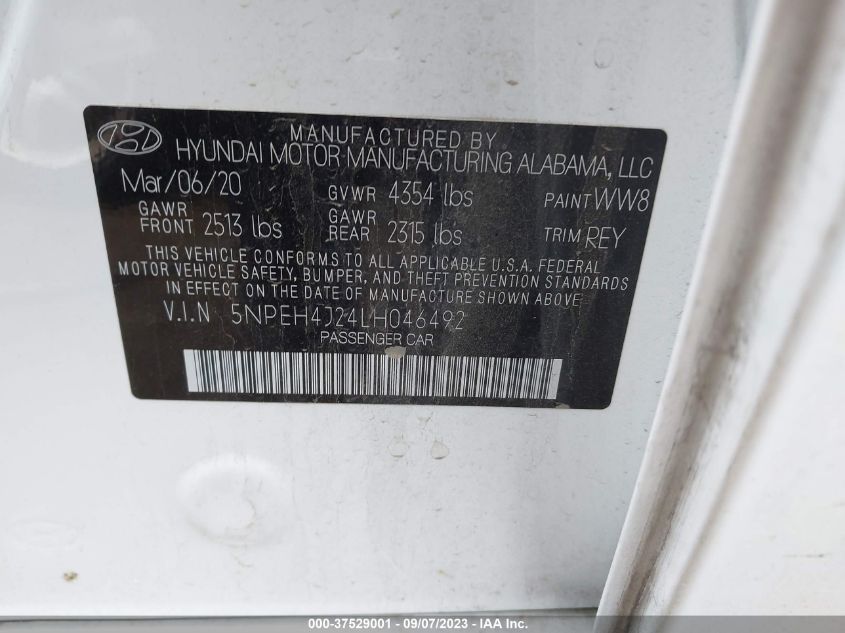 MANUFACTURED BY
HYUNDAI MOTOR MANUFACTURING ALABAMA, LLC
Mar/06/20 GVWR 4354 lbs PAINT WW8
GAWR FRONT 2513 lbs GAWR REAR 2315 lbs TRIM REY
THIS VEHICLE CONFORMS TO ALL APPLICABLE U.S.A. FEDERAL
MOTOR VEHICLE SAFETY, BUMPER, AND THEFT PREVENTION STANDARDS
IN EFFECT ON THE DATE OF MANUFACTURE SHOWN ABOVE.
V.I.N 5NPEH4J24LH046492
PASSENGER CAR
000-37529001 - 09/07/2023 - IAA Inc.